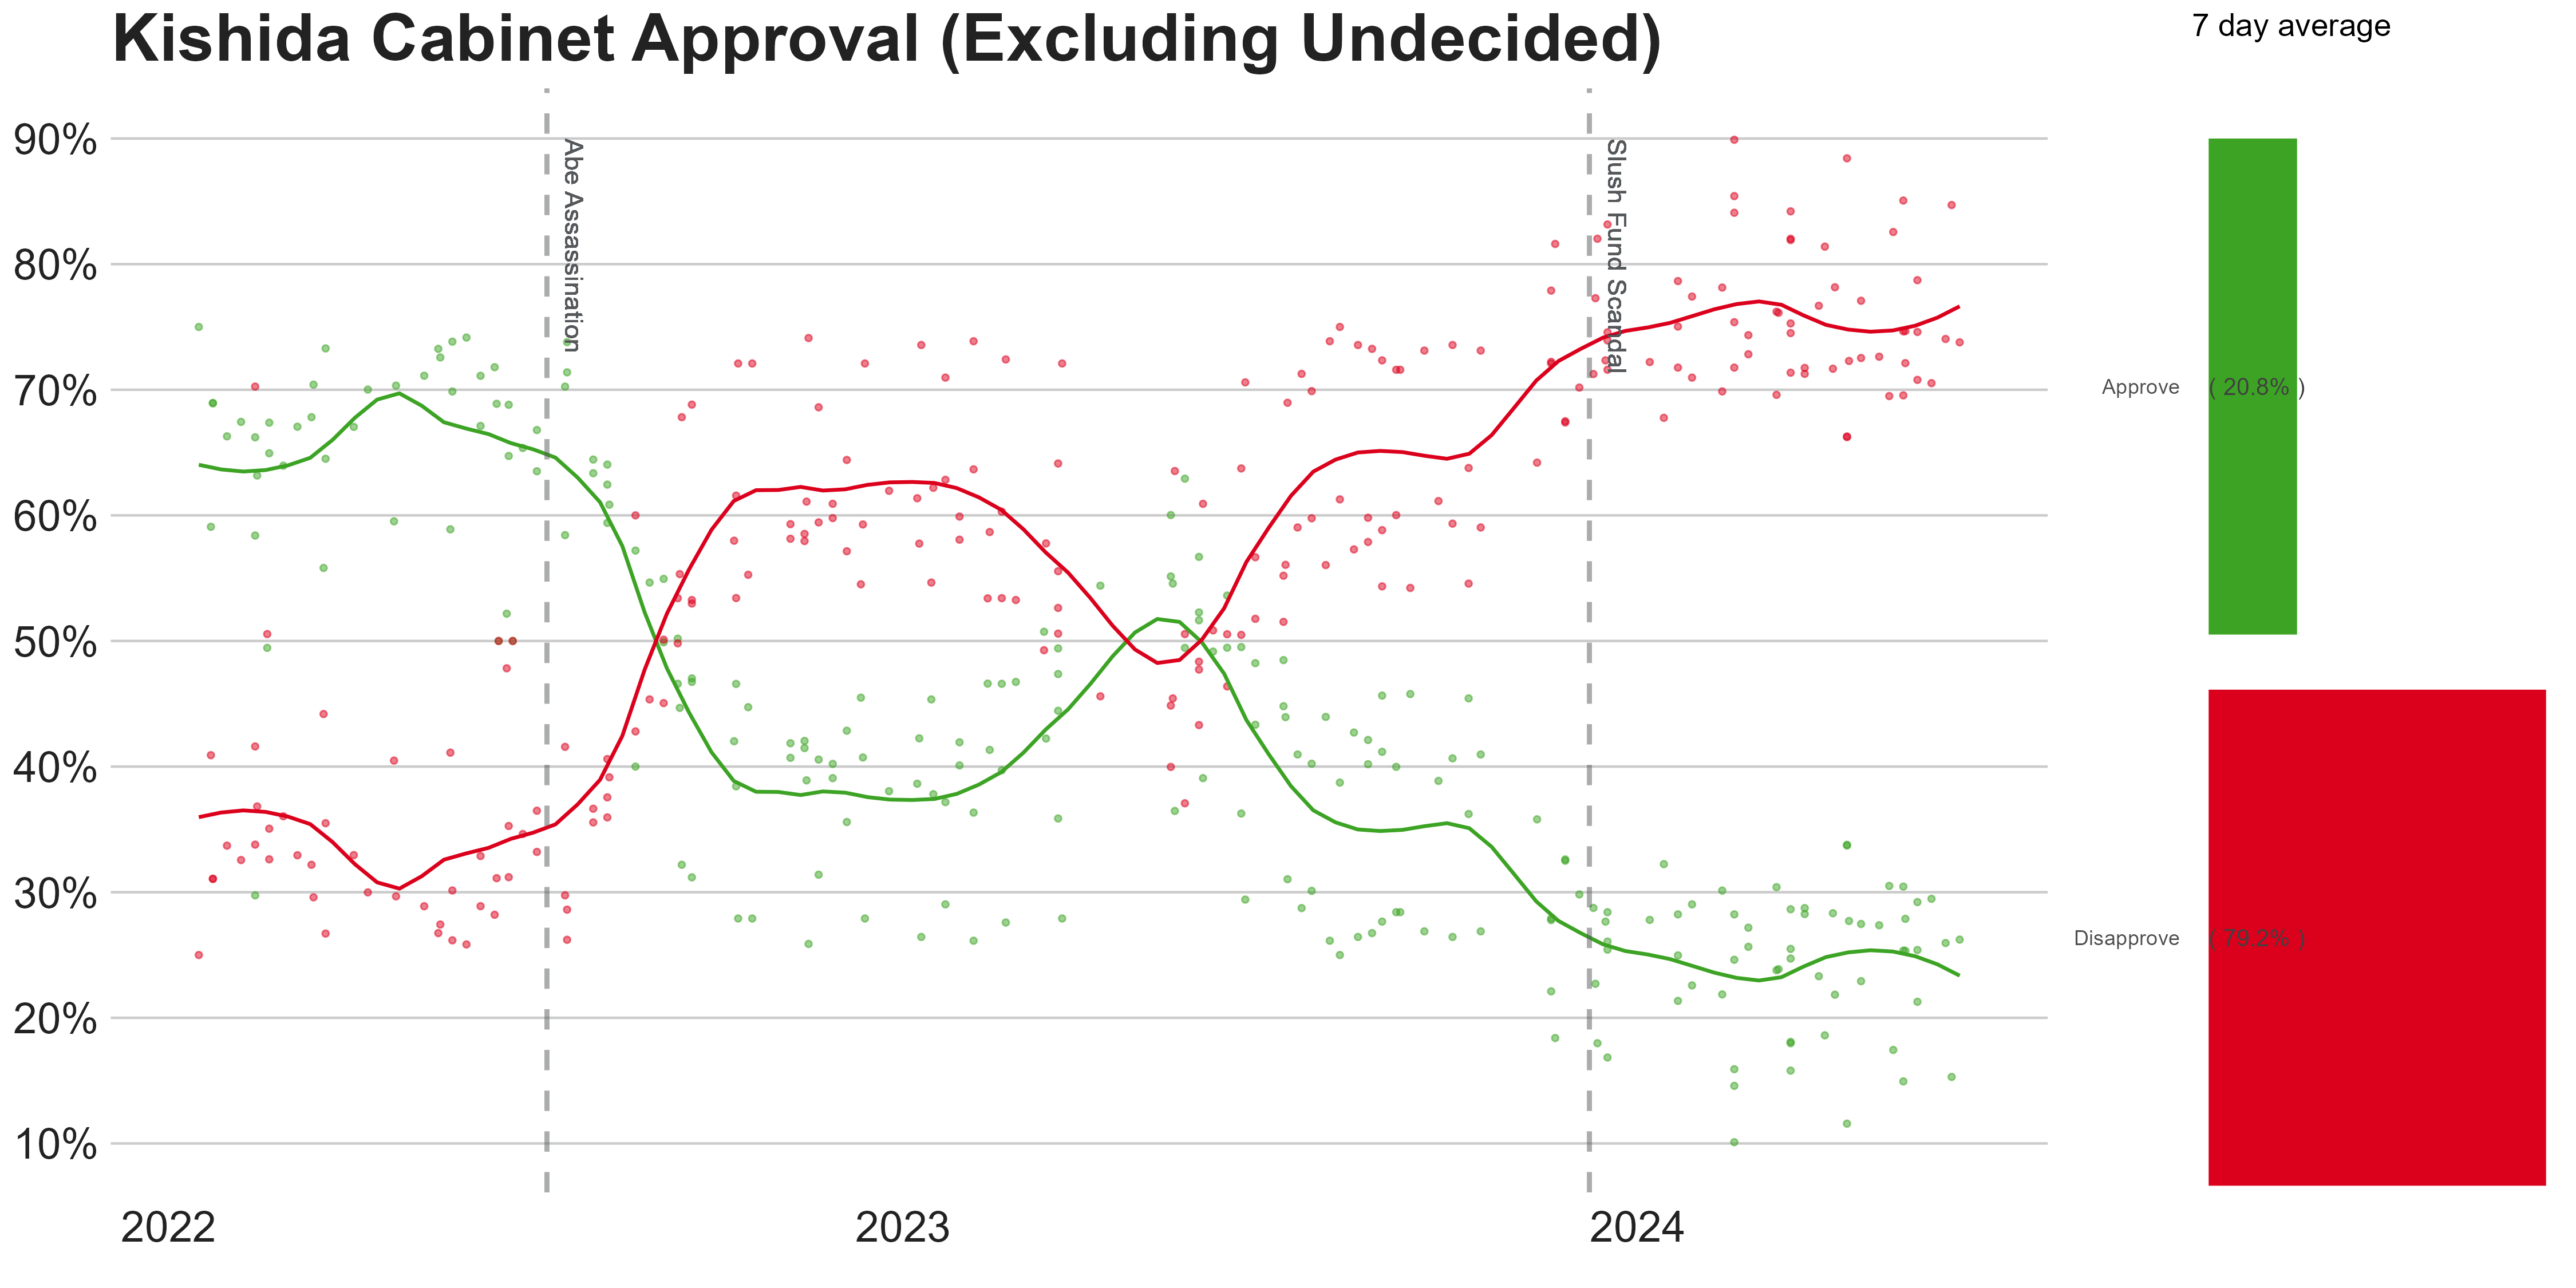 Kishida Cabinet Approval (Excluding Undecided)
7 day average
90%
80%
70%
60%
50%
40%
30%
20%
10%
Abe Assassination
Slush Fund Scandal
2022
2023
2024
Approve
( 20.8% )
Disapprove
( 79.2% )